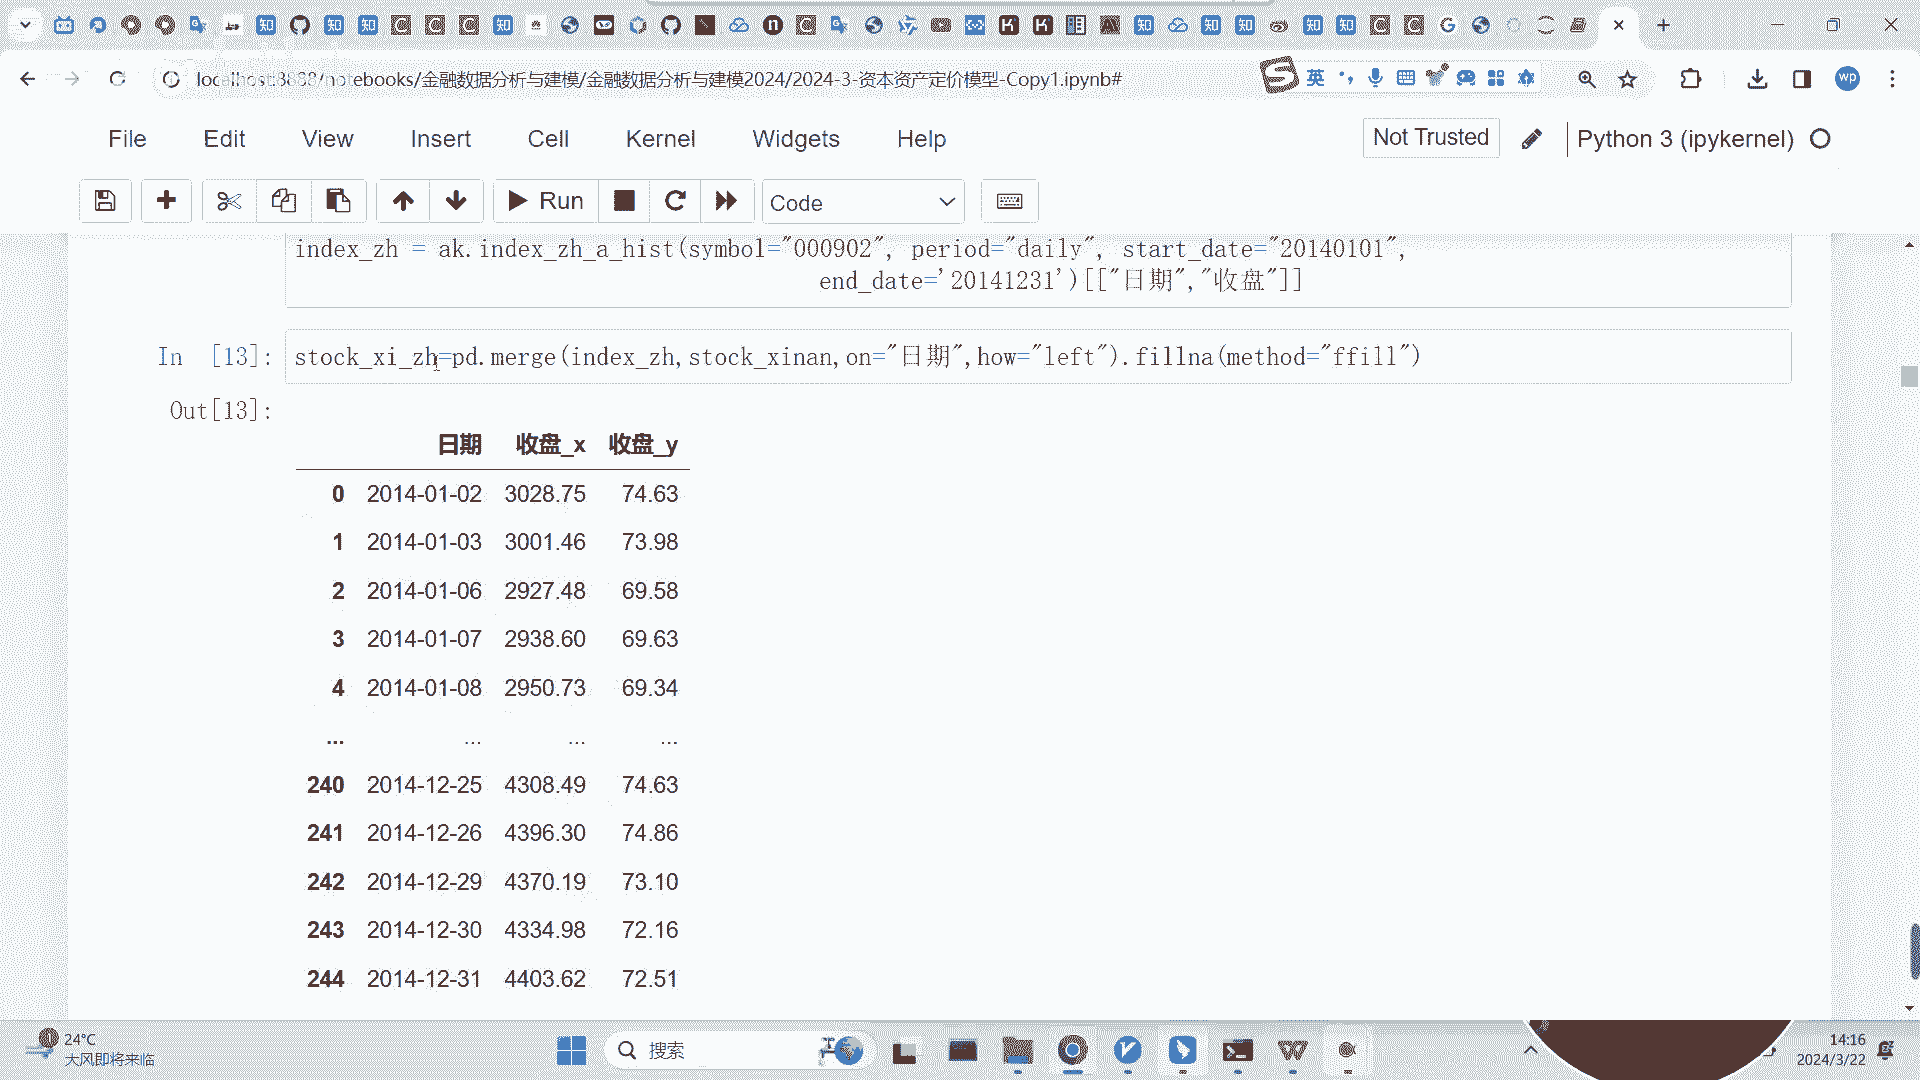 localhost:8888/notebooks/金融数据分析与建模/金融数据分析与建模2024/2024-3-资本资产定价模型-Copy1.ipynb#
英
wp
File Edit View Insert Cell Kernel Widgets Help
Not Trusted
Python 3 (ipykernel)
Run
Code
index_zh = ak.index_zh_a_hist(symbol="000902", period="daily", start_date="20140101",
end_date='20141231')[["日期","收盘"]]
In [13]: stock_xi_zh=pd.merge(index_zh,stock_xinan,on="日期",how="left").fillna(method="ffill")
Out[13]:
日期 收盘_x 收盘_y
0 2014-01-02 3028.75 74.63
1 2014-01-03 3001.46 73.98
2 2014-01-06 2927.48 69.58
3 2014-01-07 2938.60 69.63
4 2014-01-08 2950.73 69.34
... ... ... ...
240 2014-12-25 4308.49 74.63
241 2014-12-26 4396.30 74.86
242 2014-12-29 4370.19 73.10
243 2014-12-30 4334.98 72.16
244 2014-12-31 4403.62 72.51
24°C
大风即将来临
搜索
14:16
2024/3/22